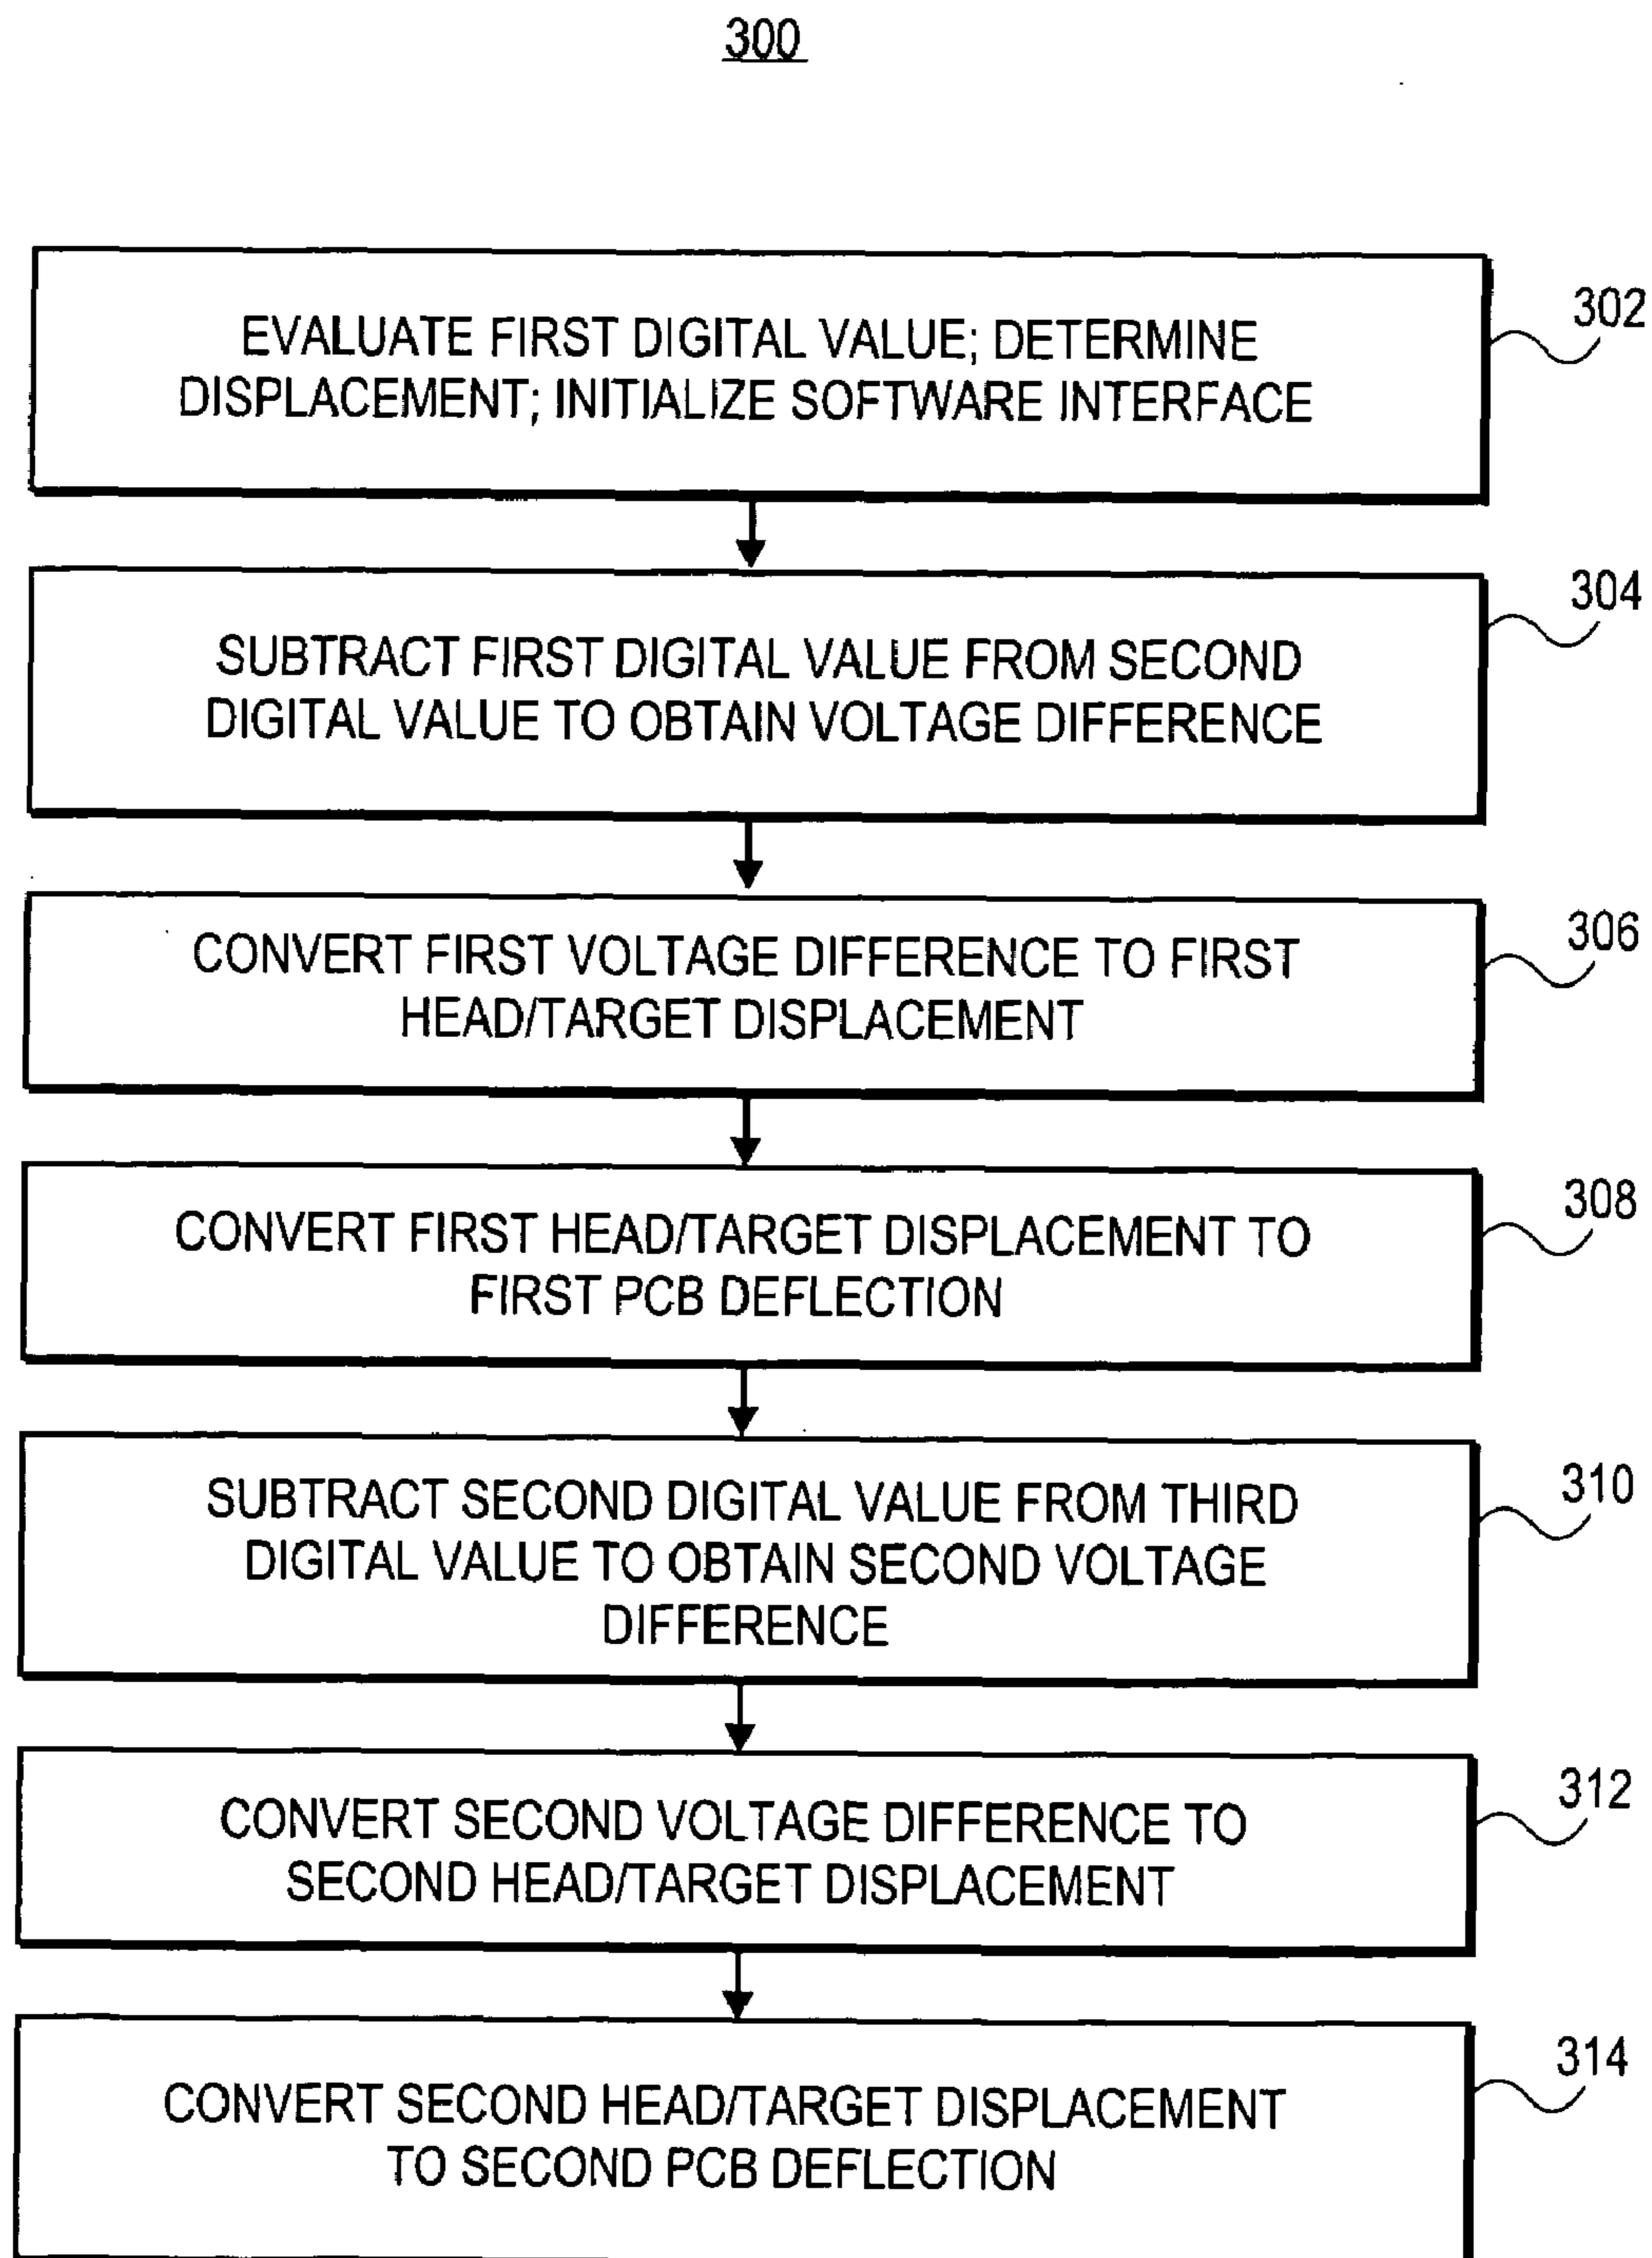 300
EVALUATE FIRST DIGITAL VALUE; DETERMINE
DISPLACEMENT; INITIALIZE SOFTWARE INTERFACE
302
SUBTRACT FIRST DIGITAL VALUE FROM SECOND
DIGITAL VALUE TO OBTAIN VOLTAGE DIFFERENCE
304
CONVERT FIRST VOLTAGE DIFFERENCE TO FIRST
HEAD/TARGET DISPLACEMENT
306
CONVERT FIRST HEAD/TARGET DISPLACEMENT TO
FIRST PCB DEFLECTION
308
SUBTRACT SECOND DIGITAL VALUE FROM THIRD
DIGITAL VALUE TO OBTAIN SECOND VOLTAGE
DIFFERENCE
310
CONVERT SECOND VOLTAGE DIFFERENCE TO
SECOND HEAD/TARGET DISPLACEMENT
312
CONVERT SECOND HEAD/TARGET DISPLACEMENT
TO SECOND PCB DEFLECTION
314